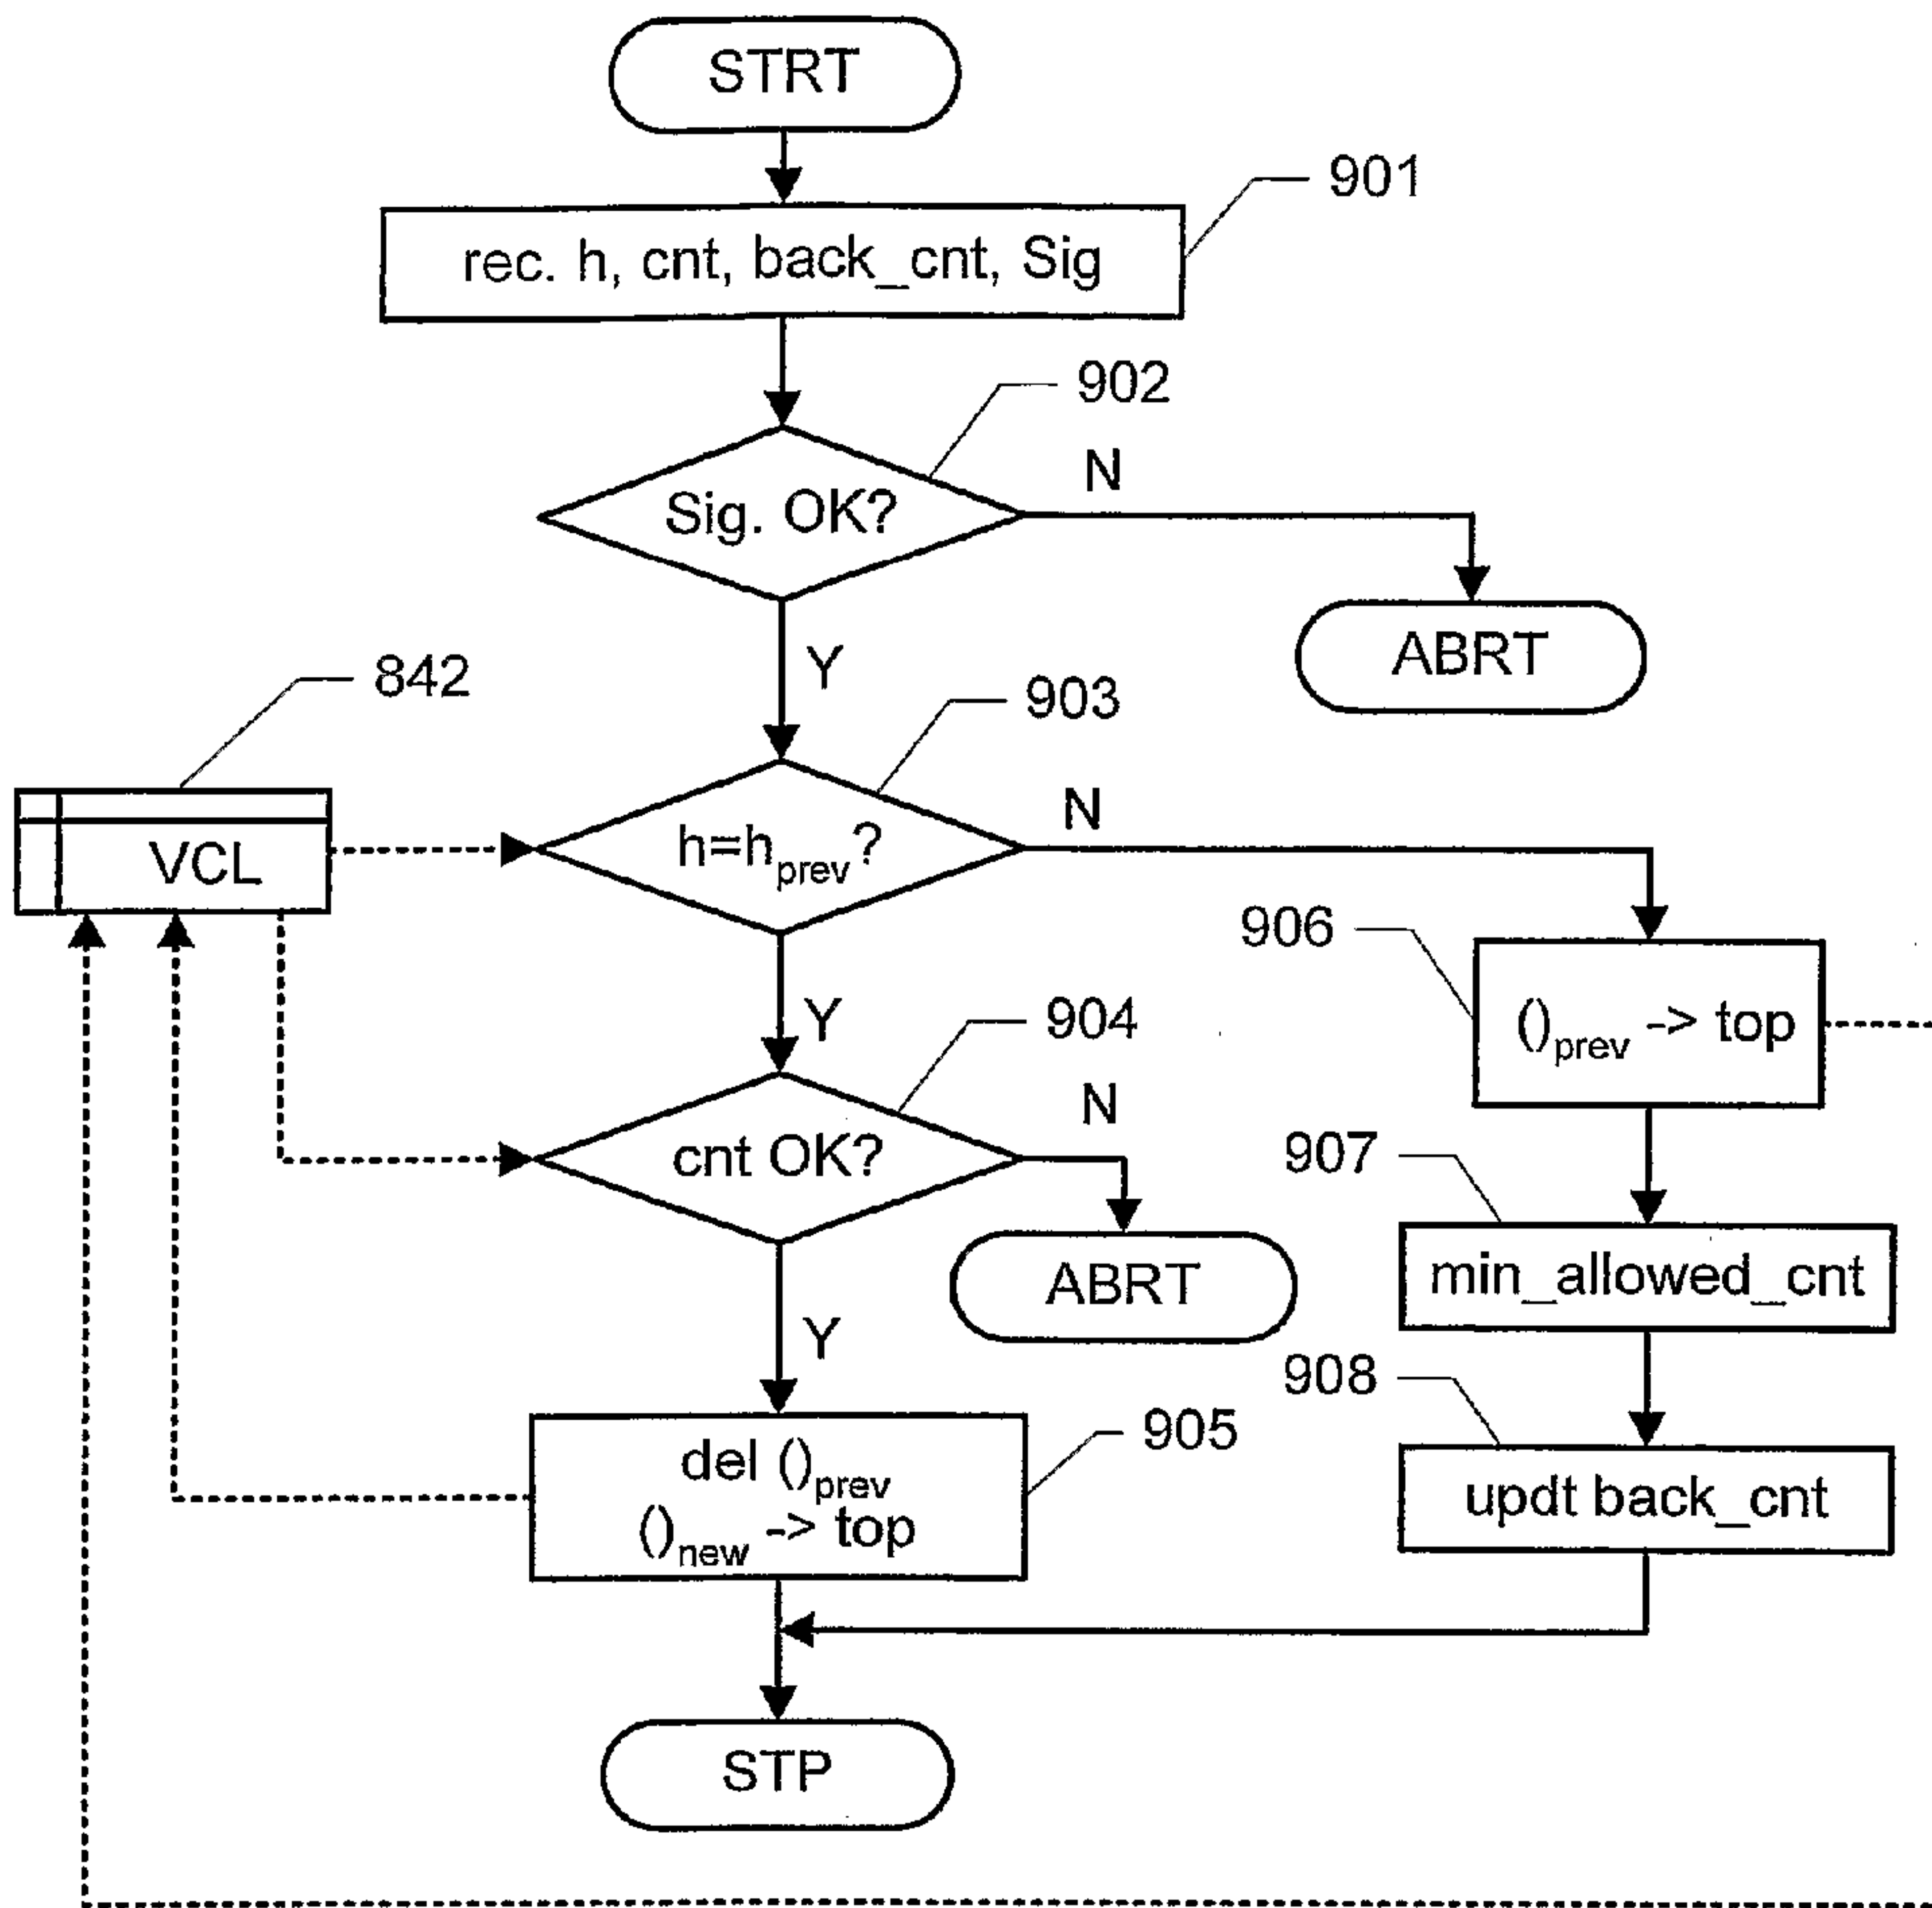 STRT
901
rec. h, cnt, back_cnt, Sig
902
N
Sig. OK?
ABRT
Y
842
903
N
VCL
h=hprev?
906
()prev -> top
Y
904
N
cnt OK?
907
min_allowed_cnt
ABRT
Y
908
905
del ()prev
()new -> top
updt back_cnt
STP